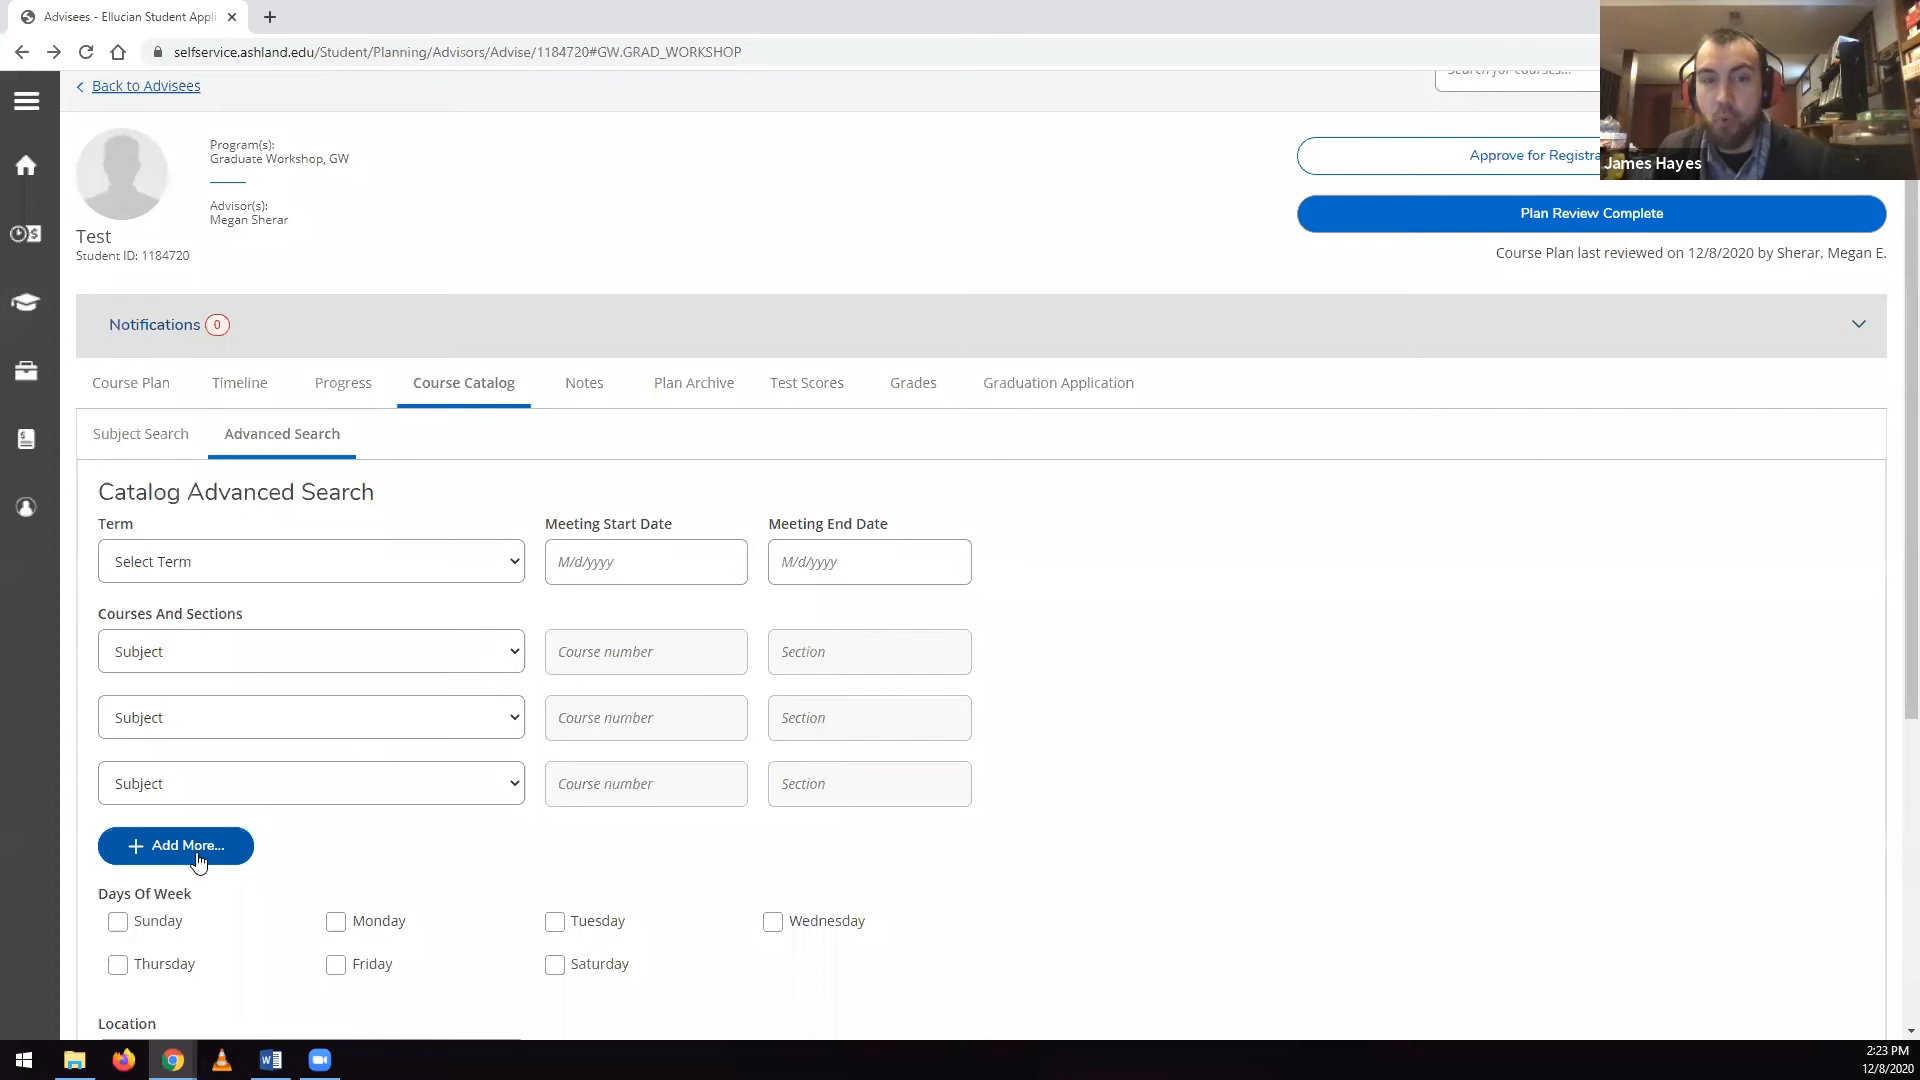 Advisees - Ellucian Student Appli
selfservice.ashland.edu/Student/Planning/Advisors/Advise/1184720#GW.GRAD_WORKSHOP
Back to Advisees
Search for courses...
Program(s):
Graduate Workshop, GW
Advisor(s):
Megan Sherar
Test
Student ID: 1184720
Approve for Registra
James Hayes
Plan Review Complete
Course Plan last reviewed on 12/8/2020 by Sherar, Megan E.
Notifications 0
Course Plan Timeline Progress Course Catalog Notes Plan Archive Test Scores Grades Graduation Application
Subject Search Advanced Search
Catalog Advanced Search
Term Meeting Start Date Meeting End Date
Select Term M/d/yyyy M/d/yyyy
Courses And Sections
Subject Course number Section
Subject Course number Section
Subject Course number Section
+ Add More...
Days Of Week
Sunday Monday Tuesday Wednesday
Thursday Friday Saturday
Location
2:23 PM
12/8/2020